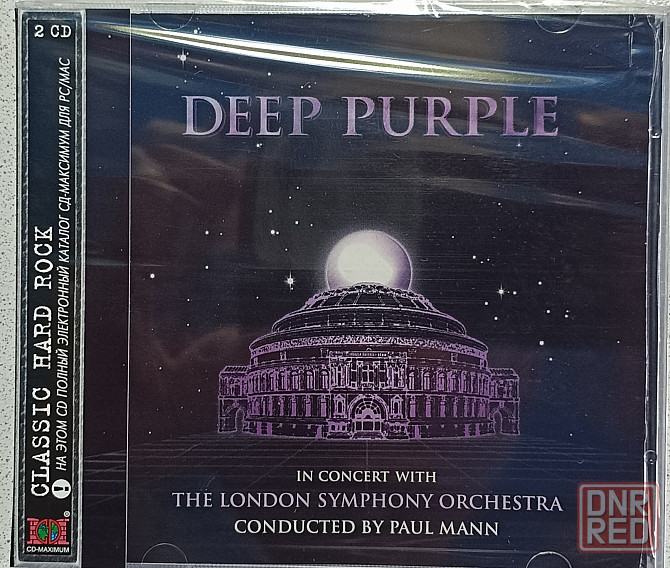 2 CD
CLASSIC HARD ROCK
! НА ЭТОМ CD ПОЛНЫЙ ЭЛЕКТРОННЫЙ КАТАЛОГ СД-МАКСИМУМ ДЛЯ PC/MAC
CD-MAXIMUM
DEEP PURPLE
IN CONCERT WITH
THE LONDON SYMPHONY ORCHESTRA
CONDUCTED BY PAUL MANN
DNR
RED